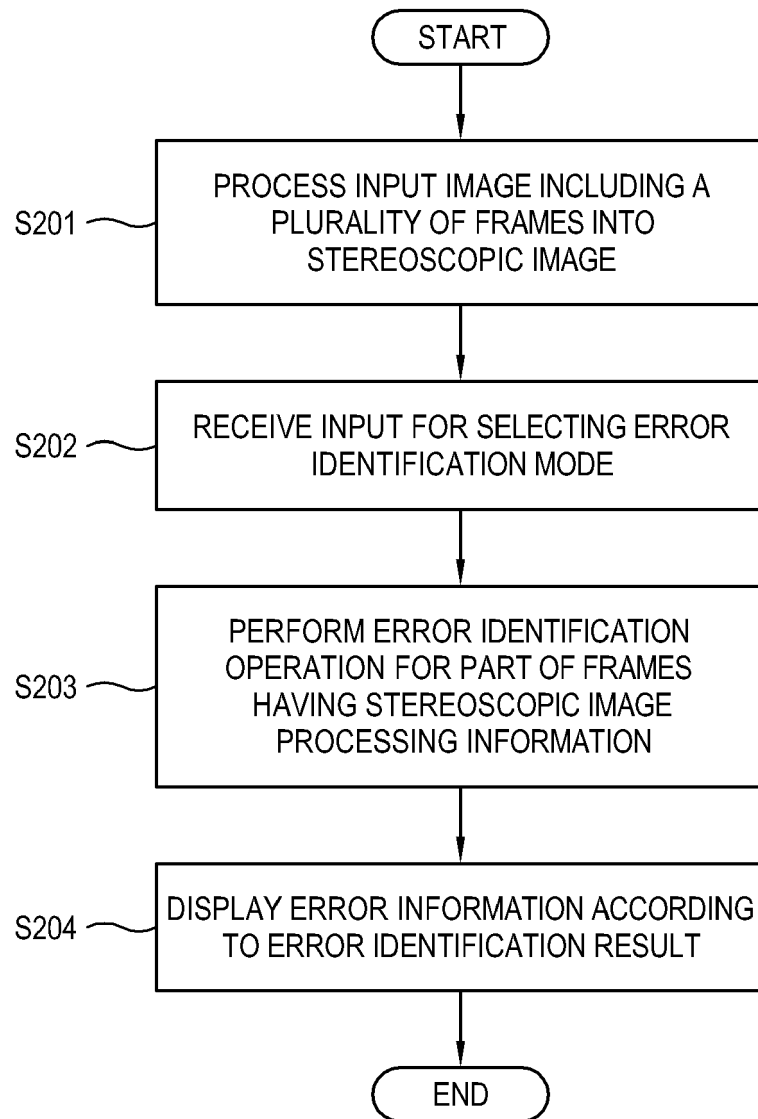 START
S201
PROCESS INPUT IMAGE INCLUDING A
PLURALITY OF FRAMES INTO
STEREOSCOPIC IMAGE
S202
RECEIVE INPUT FOR SELECTING ERROR
IDENTIFICATION MODE
S203
PERFORM ERROR IDENTIFICATION
OPERATION FOR PART OF FRAMES
HAVING STEREOSCOPIC IMAGE
PROCESSING INFORMATION
S204
DISPLAY ERROR INFORMATION ACCORDING
TO ERROR IDENTIFICATION RESULT
END